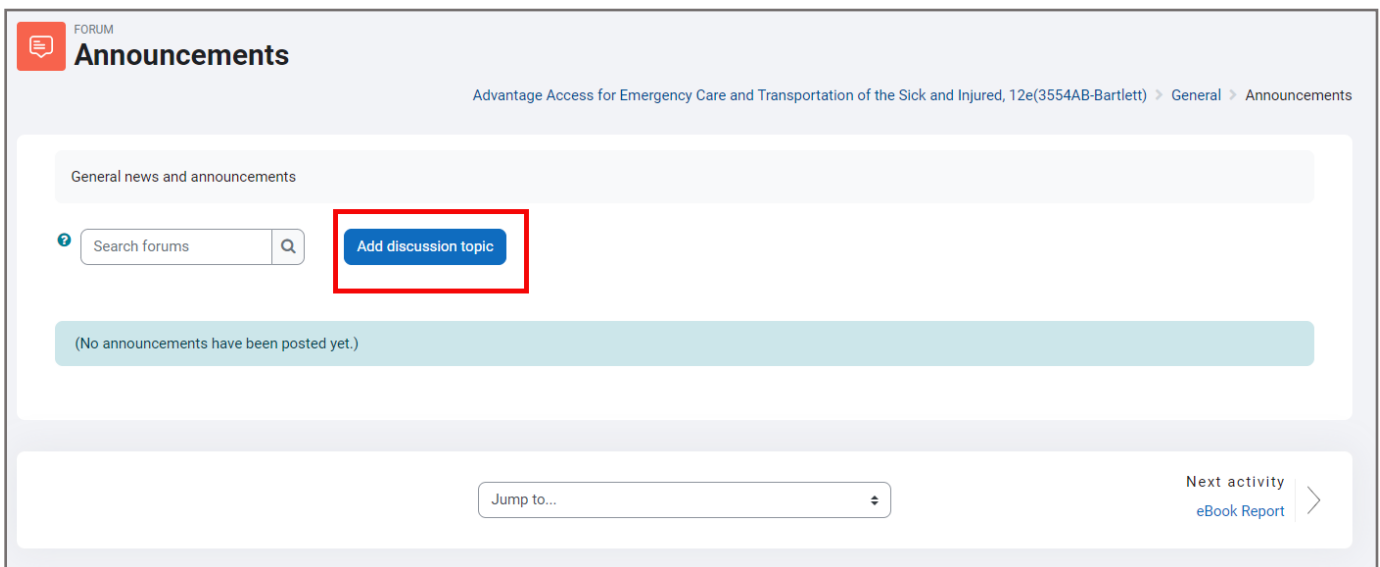 FORUM
Announcements
Advantage Access for Emergency Care and Transportation of the Sick and Injured, 12e(3554AB-Bartlett) > General > Announcements
General news and announcements
Search forums
Add discussion topic
(No announcements have been posted yet.)
Jump to...
Next activity
eBook Report